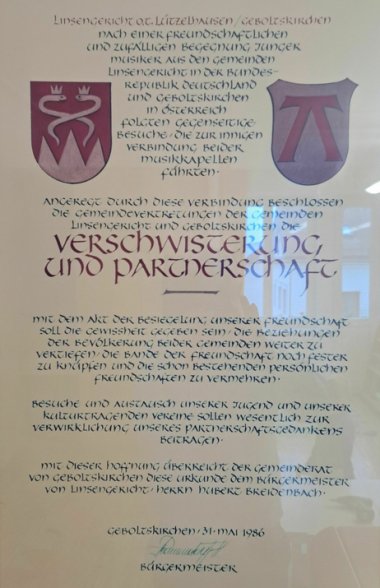 Linsengericht o.t. Lützelhausen/Geboltskirchen
nach einer freundschaftlichen
und zufälligen Begegnung junger
Musiker aus den Gemeinden
Linsengericht in der Bundes-
republik Deutschland
und Geboltskirchen
in Österreich
folgten gegenseitige
Besuche · die zur innigen
Verbindung beider
Musikkapellen
führten ·
Angeregt durch diese Verbindung beschlossen
die Gemeindevertretungen der Gemeinden
Linsengericht und Geboltskirchen die
Verschwisterung
und Partnerschaft
Mit dem Akt der Besiegelung unserer Freundschaft
soll die Gewissheit gegeben sein · die Beziehungen
der Bevölkerung beider Gemeinden weiter zu
vertiefen · die Bande der Freundschaft noch fester
zu knüpfen und die schon bestehenden persönlichen
Freundschaften zu vermehren ·
Besuche und Austausch unserer Jugend und unserer
kulturtragenden Vereine sollen wesentlich zur
Verwirklichung unseres Partnerschaftsgedankens
beitragen ·
Mit dieser Hoffnung überreicht der Gemeinderat
von Geboltskirchen diese Urkunde dem Bürgermeister
von Linsengericht · Herrn Hubert Breidenbach ·
Geboltskirchen · 31 · Mai 1986
Bürgermeister